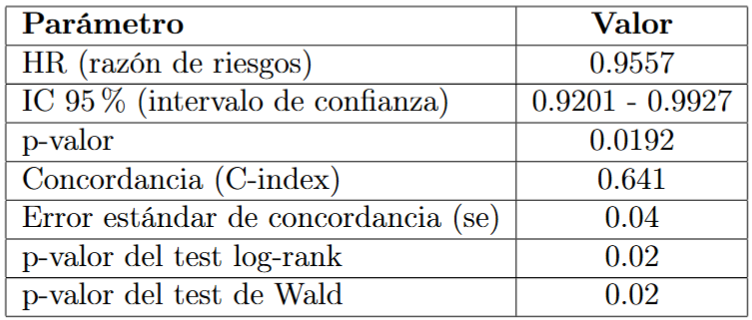 Parámetro Valor
HR (razón de riesgos) 0.9557
IC 95 % (intervalo de confianza) 0.9201 - 0.9927
p-valor 0.0192
Concordancia (C-index) 0.641
Error estándar de concordancia (se) 0.04
p-valor del test log-rank 0.02
p-valor del test de Wald 0.02